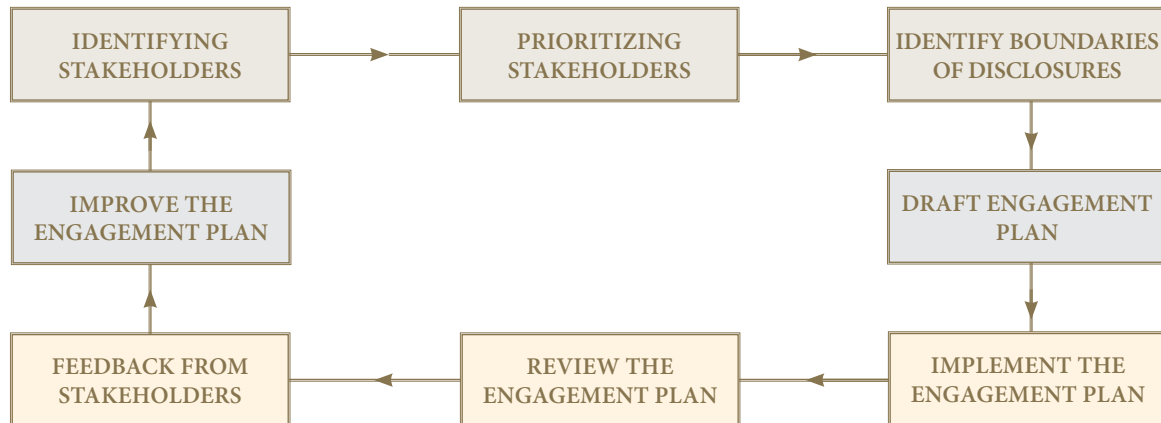 IDENTIFYING
STAKEHOLDERS
PRIORITIZING
STAKEHOLDERS
IDENTIFY BOUNDARIES
OF DISCLOSURES
IMPROVE THE
ENGAGEMENT PLAN
DRAFT ENGAGEMENT
PLAN
FEEDBACK FROM
STAKEHOLDERS
REVIEW THE
ENGAGEMENT PLAN
IMPLEMENT THE
ENGAGEMENT PLAN